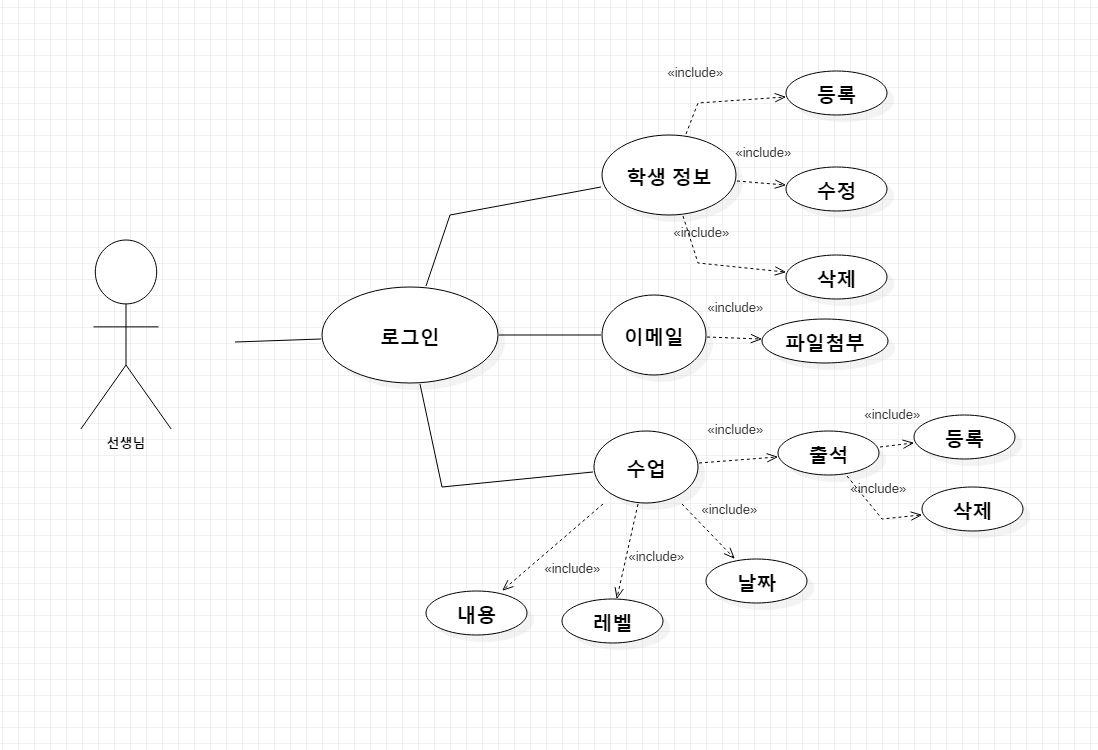 «include»
등록
«include»
학생 정보
수정
«include»
삭제
«include»
로그인
이메일
파일첨부
선생님
«include»
«include»
등록
수업
출석
«include»
삭제
«include»
«include»
«include»
날짜
내용
레벨